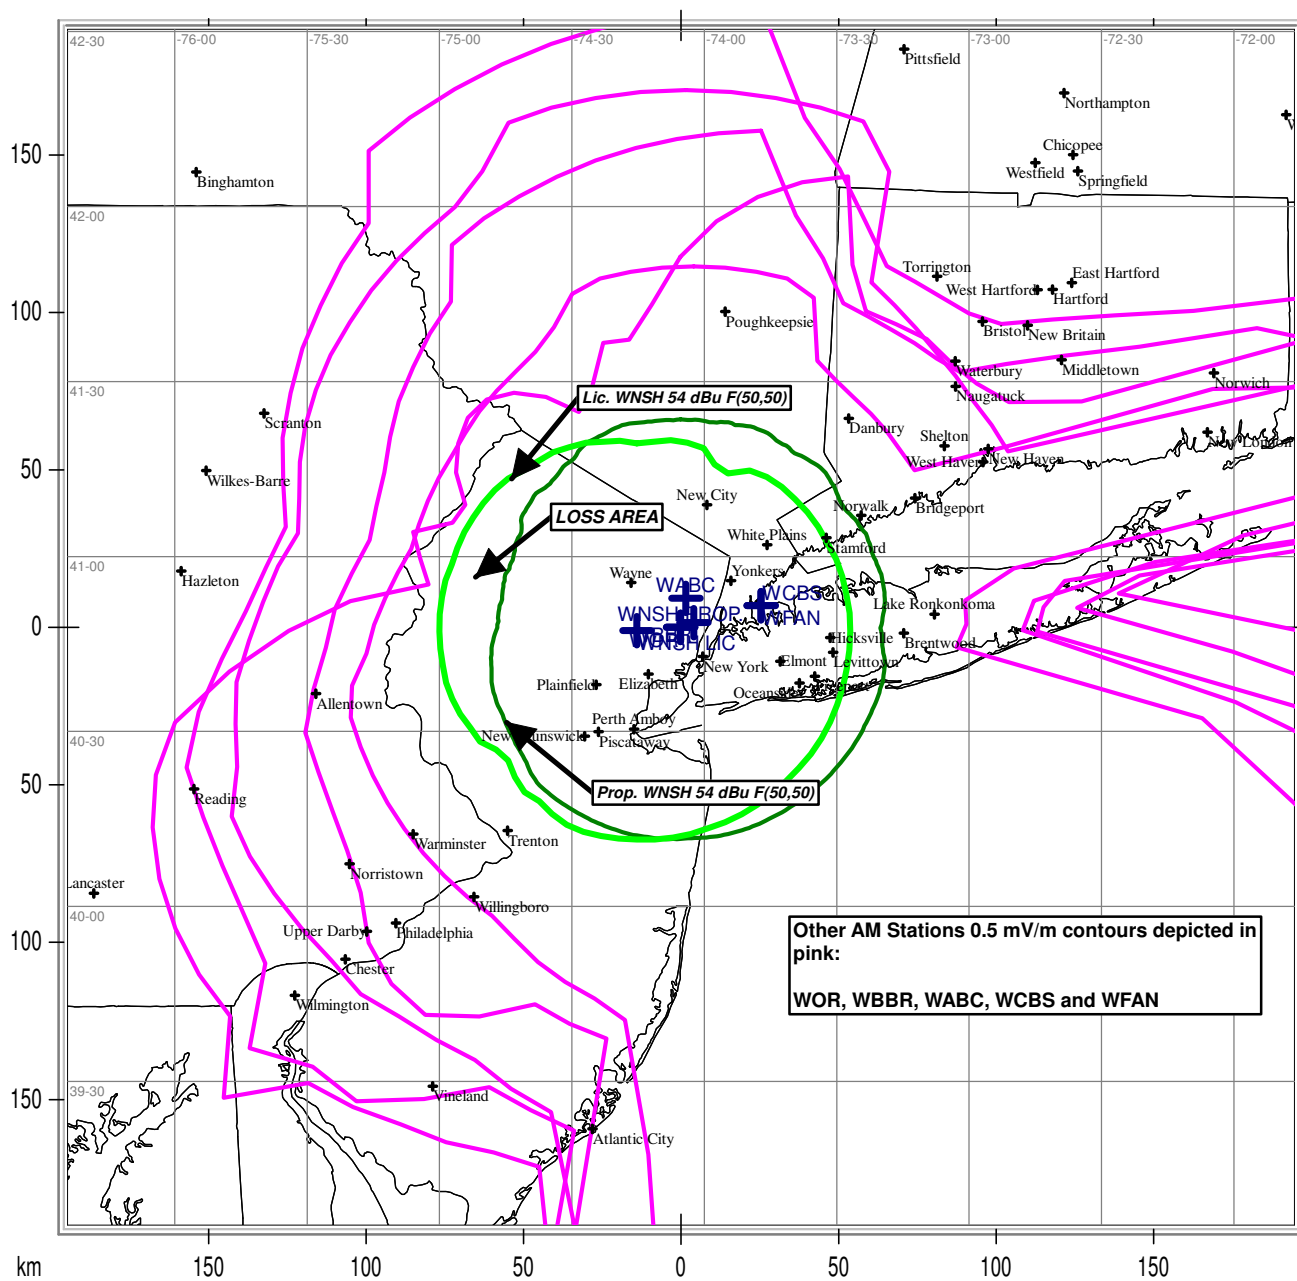 42-30
-76-00
-75-30
-75-00
-74-30
-74-00
-73-30
-73-00
-72-30
-72-00
Pittsfield
Northampton
Chicopee
Westfield
Springfield
150
Binghamton
42-00
Torrington
East Hartford
West Hartford
Hartford
100
Poughkeepsie
Bristol
New Britain
Waterbury
Middletown
41-30
Naugatuck
Norwich
Lic. WNSH 54 dBu F(50,50)
Scranton
Danbury
Shelton
New London
West Haven
New Haven
50
Wilkes-Barre
New City
Norwalk
Bridgeport
LOSS AREA
White Plains
Stamford
41-00
Hazleton
Wayne
Yonkers
WABC
WCBS
Lake Ronkonkoma
WNSH
WFAN
0
WNSH LIC
Hicksville
Brentwood
New York
Elmont
Levittown
Plainfield
Elizabeth
Allentown
Perth Amboy
New Brunswick
Piscataway
40-30
50
Reading
Prop. WNSH 54 dBu F(50,50)
Warminster
Trenton
Norristown
Lancaster
Willingboro
40-00
Upper Darby
Philadelphia
100
Chester
Wilmington
Other AM Stations 0.5 mV/m contours depicted in
pink:
WOR, WBBR, WABC, WCBS and WFAN
39-30
150
Vineland
Atlantic City
km
150
100
50
0
50
100
150